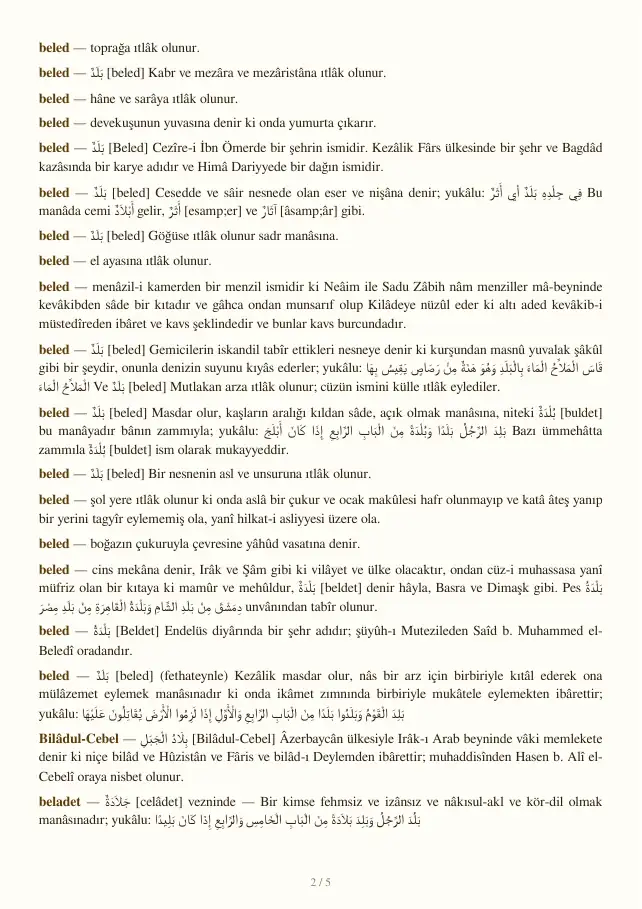 beled — toprağa ıtlâk olunur.
beled — بَلَدٌ [beled] Kabr ve mezâra ve mezâristâna ıtlâk olunur.
beled — hâne ve sarâya ıtlâk olunur.
beled — devekuşunun yuvasına denir ki onda yumurta çıkarır.
beled — بَلَدٌ [Beled] Cezîre-i İbn Ömerde bir şehrin ismidir. Kezâlik Fârs ülkesinde bir şehr ve Bagdâd
kazâsında bir karye adıdır ve Himâ Dariyyede bir dağın ismidir.
beled — بَلَدٌ [beled] Cesedde ve sâir nesnede olan eser ve nişâna denir; yukâlu: فِي جِلْدِهِ بَلَدٌ أَيِ أَثَرٌ Bu
manâda cemi أَبْلَادٌ gelir, أَثَرٌ [esamp;er] ve آثَارٌ [âsamp;âr] gibi.
beled — بَلَدٌ [beled] Göğüse ıtlâk olunur sadr manâsına.
beled — el ayasına ıtlâk olunur.
beled — menâzil-i kamerden bir menzil ismidir ki Neâim ile Sadu Zâbih nâm menziller mâ-beyninde
kevâkibden sâde bir kıtadır ve gâhca ondan munsarıf olup Kilâdeye nüzûl eder ki altı aded kevâkib-i
müstedîreden ibâret ve kavs şeklindedir ve bunlar kavs burcundadır.
beled — بَلَدٌ [beled] Gemicilerin iskandil tabîr ettikleri nesneye denir ki kurşundan masnû yuvalak şâkûl
gibi bir şeydir, onunla denizin suyunu kıyâs ederler; yukâlu: قَاسَ الْمَلَّاحُ الْمَاءَ بِالْبَلَدِ وَهُوَ هَنَةٌ مِنْ رَصَاصٍ يَقِيسُ بِهَا
الْمَلَّاحُ الْمَاءَ Ve بَلَدٌ [beled] Mutlakan arza ıtlâk olunur; cüzün ismini külle ıtlâk eylediler.
beled — بَلَدٌ [beled] Masdar olur, kaşların aralığı kıldan sâde, açık olmak manâsına, niteki بُلْدَةٌ [buldet]
bu manâyadır bânın zammıyla; yukâlu: بَلِدَ الرَّجُلُ بَلَدًا وَبُلْدَةً مِنَ الْبَابِ الرَّابِعِ إِذَا كَانَ أَبْلَجَ Bazı ümmehâtta
zammıla بُلْدَةٌ [buldet] ism olarak mukayyeddir.
beled — بَلَدٌ [beled] Bir nesnenin asl ve unsuruna ıtlâk olunur.
beled — şol yere ıtlâk olunur ki onda aslâ bir çukur ve ocak makûlesi hafr olunmayıp ve katâ âteş yanıp
bir yerini tagyîr eylememiş ola, yanî hilkat-i asliyyesi üzere ola.
beled — boğazın çukuruyla çevresine yâhûd vasatına denir.
beled — cins mekâna denir, Irâk ve Şâm gibi ki vilâyet ve ülke olacaktır, ondan cüz-i muhassasa yanî
müfriz olan bir kıtaya ki mamûr ve mehûldur, بَلْدَةٌ [beldet] denir hâyla, Basra ve Dimaşk gibi. Pes بَلْدَةُ
دِمَشْقَ مِنْ بَلَدِ الشَّامِ وَبَلْدَةُ الْقَاهِرَةِ مِنْ بَلَدِ مِصْرَ unvânından tabîr olunur.
beled — بَلْدَةُ [Beldet] Endelüs diyârında bir şehr adıdır; şüyûh-ı Mutezileden Saîd b. Muhammed el-
Beledî oradandır.
beled — بَلَدٌ [beled] (fethateynle) Kezâlik masdar olur, nâs bir arz için birbiriyle kıtâl ederek ona
mülâzemet eylemek manâsınadır ki onda ikâmet zımnında birbiriyle mukâtele eylemekten ibârettir;
yukâlu: بَلِدَ الْقَوْمُ وَبَلَدُوا بَلَدًا مِنَ الْبَابِ الرَّابِعِ وَالْأَوَّلِ إِذَا لَزِمُوا الْأَرْضَ يُقَاتِلُونَ عَلَيْهَا
Bilâdul-Cebel — بِلَادُ الْجَبَلِ [Bilâdul-Cebel] Âzerbaycân ülkesiyle Irâk-ı Arab beyninde vâki memlekete
denir ki niçe bilâd ve Hûzistân ve Fâris ve bilâd-ı Deylemden ibârettir; muhaddisînden Hasen b. Alî el-
Cebelî oraya nisbet olunur.
beladet — جَلَادَةٌ [celâdet] vezninde — Bir kimse fehmsiz ve izânsız ve nâkısul-akl ve kör-dil olmak
manâsınadır; yukâlu: بَلُدَ الرَّجُلُ وَبَلِدَ بَلَادَةً مِنَ الْبَابِ الْخَامِسِ وَالرَّابِعِ إِذَا كَانَ بَلِيدًا
2 / 5